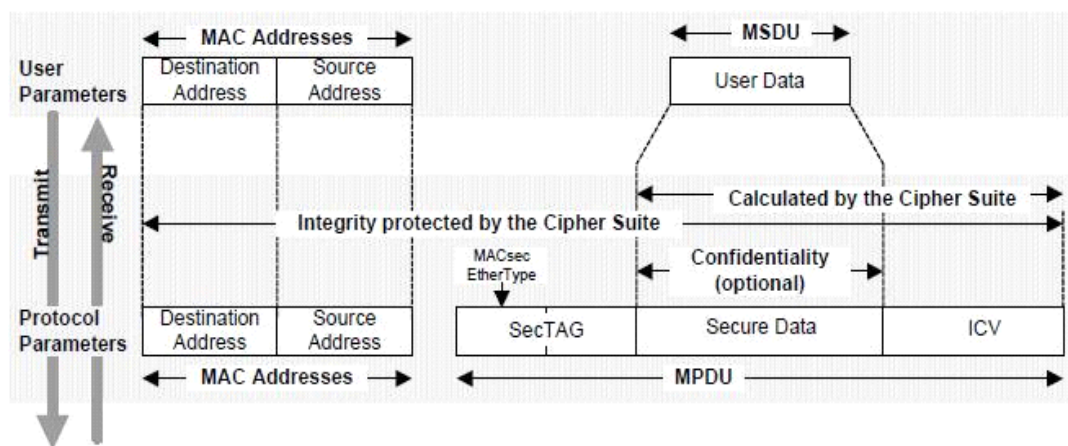 MAC Addresses
MSDU
User
Parameters
Destination
Address
Source
Address
User Data
Transmit
Receive
Calculated by the Cipher Suite
Integrity protected by the Cipher Suite
MACsec
EtherType
Confidentiality
(optional)
Protocol
Parameters
Destination
Address
Source
Address
SecTAG
Secure Data
ICV
MAC Addresses
MPDU